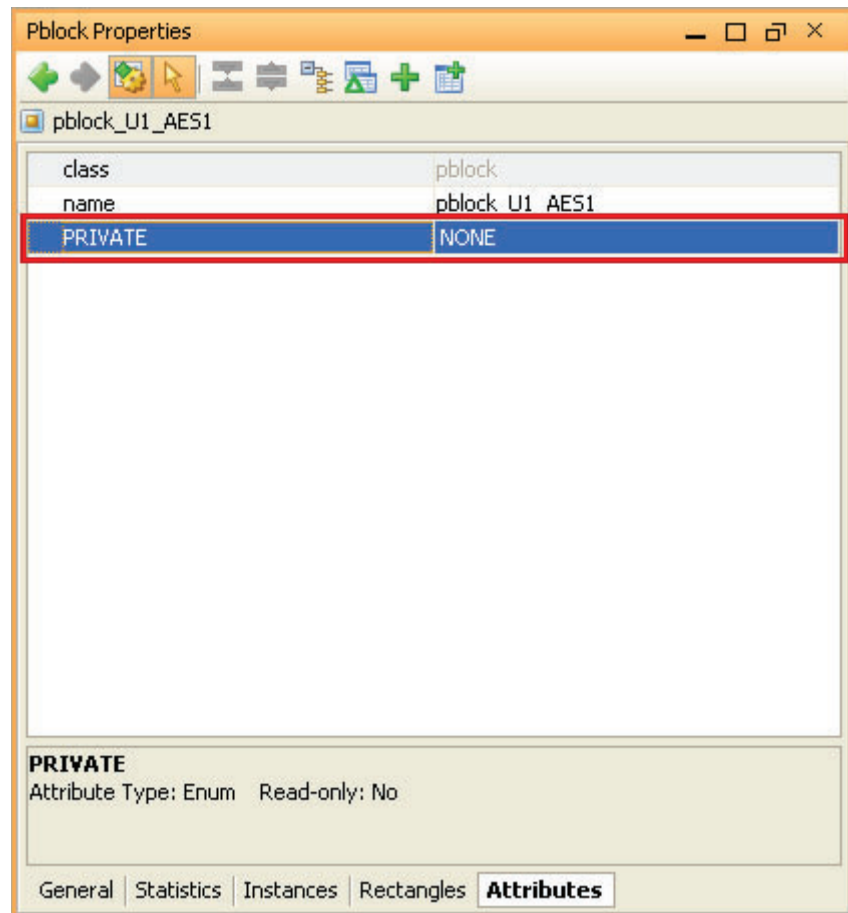 Pblock Properties
pblock_U1_AES1
class pblock
name pblock_U1_AES1
PRIVATE NONE
PRIVATE
Attribute Type: Enum Read-only: No
General Statistics Instances Rectangles Attributes